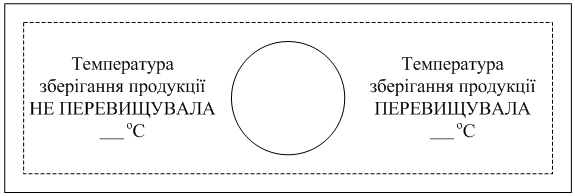 Температура
зберігання продукції
НЕ ПЕРЕВИЩУВАЛА
___ °С
Температура
зберігання продукції
ПЕРЕВИЩУВАЛА
___ °С